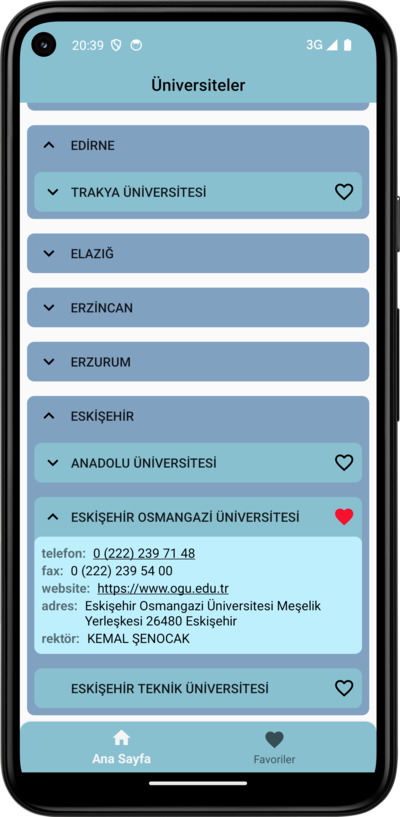 20:39
3G
Üniversiteler
EDİRNE
TRAKYA ÜNİVERSİTESİ
ELAZIĞ
ERZİNCAN
ERZURUM
ESKİŞEHİR
ANADOLU ÜNİVERSİTESİ
ESKİŞEHİR OSMANGAZİ ÜNİVERSİTESİ
telefon: 0 (222) 239 71 48
fax: 0 (222) 239 54 00
website: https://www.ogu.edu.tr
adres: Eskişehir Osmangazi Üniversitesi Meşelik
Yerleşkesi 26480 Eskişehir
rektör: KEMAL ŞENOCAK
ESKİŞEHİR TEKNİK ÜNİVERSİTESİ
Ana Sayfa
Favoriler